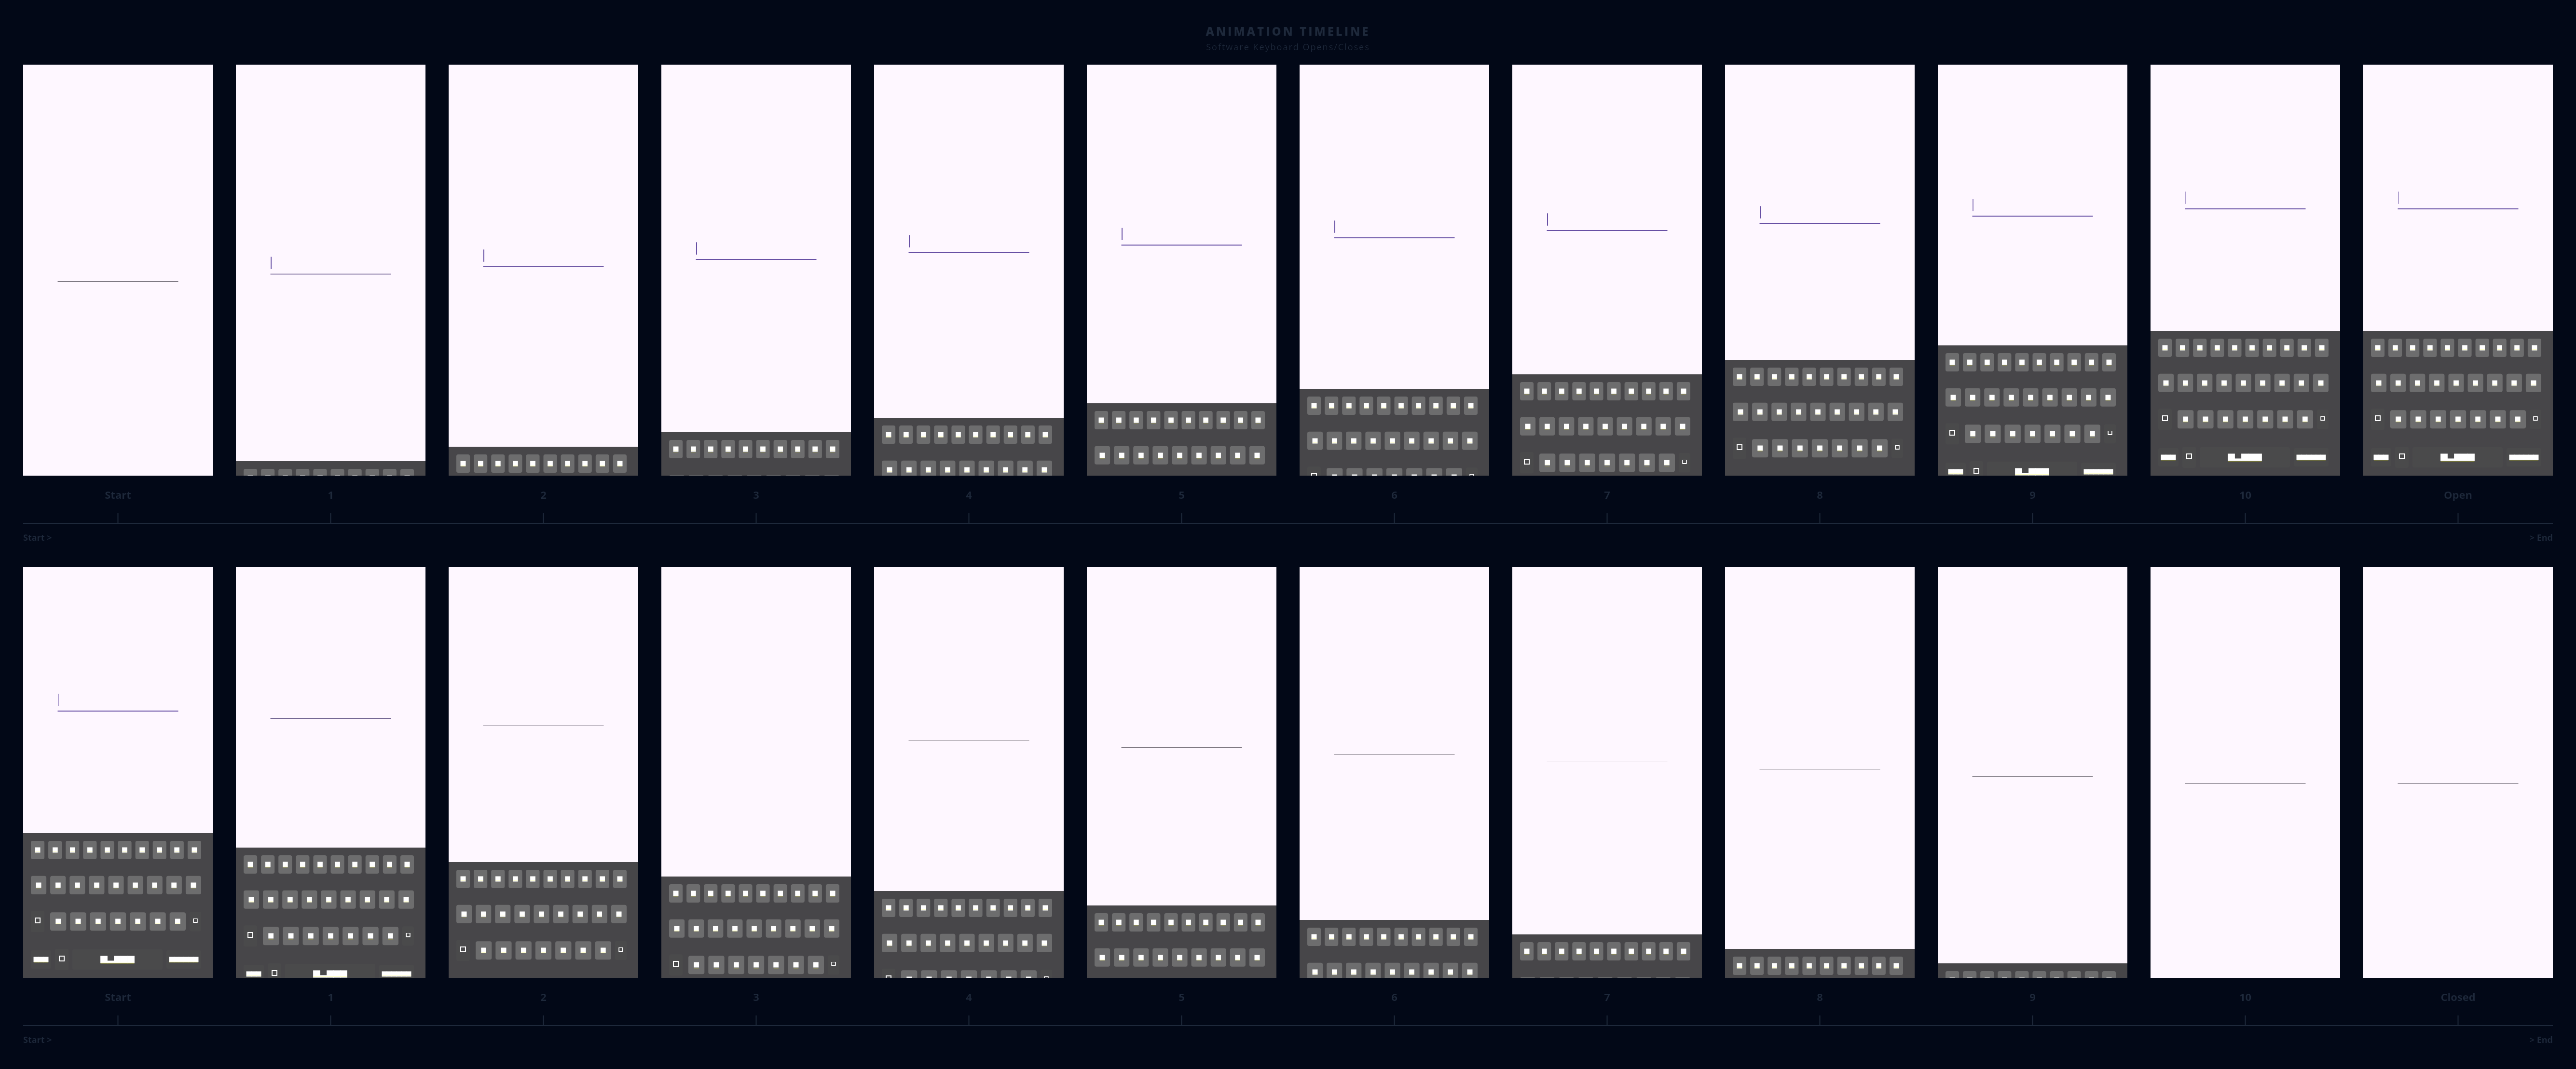 ANIMATION TIMELINE
Software Keyboard Opens/Closes
Start 1 2 3 4 5 6 7 8 9 10 Open
Start > > End
Start 1 2 3 4 5 6 7 8 9 10 Closed
Start > > End